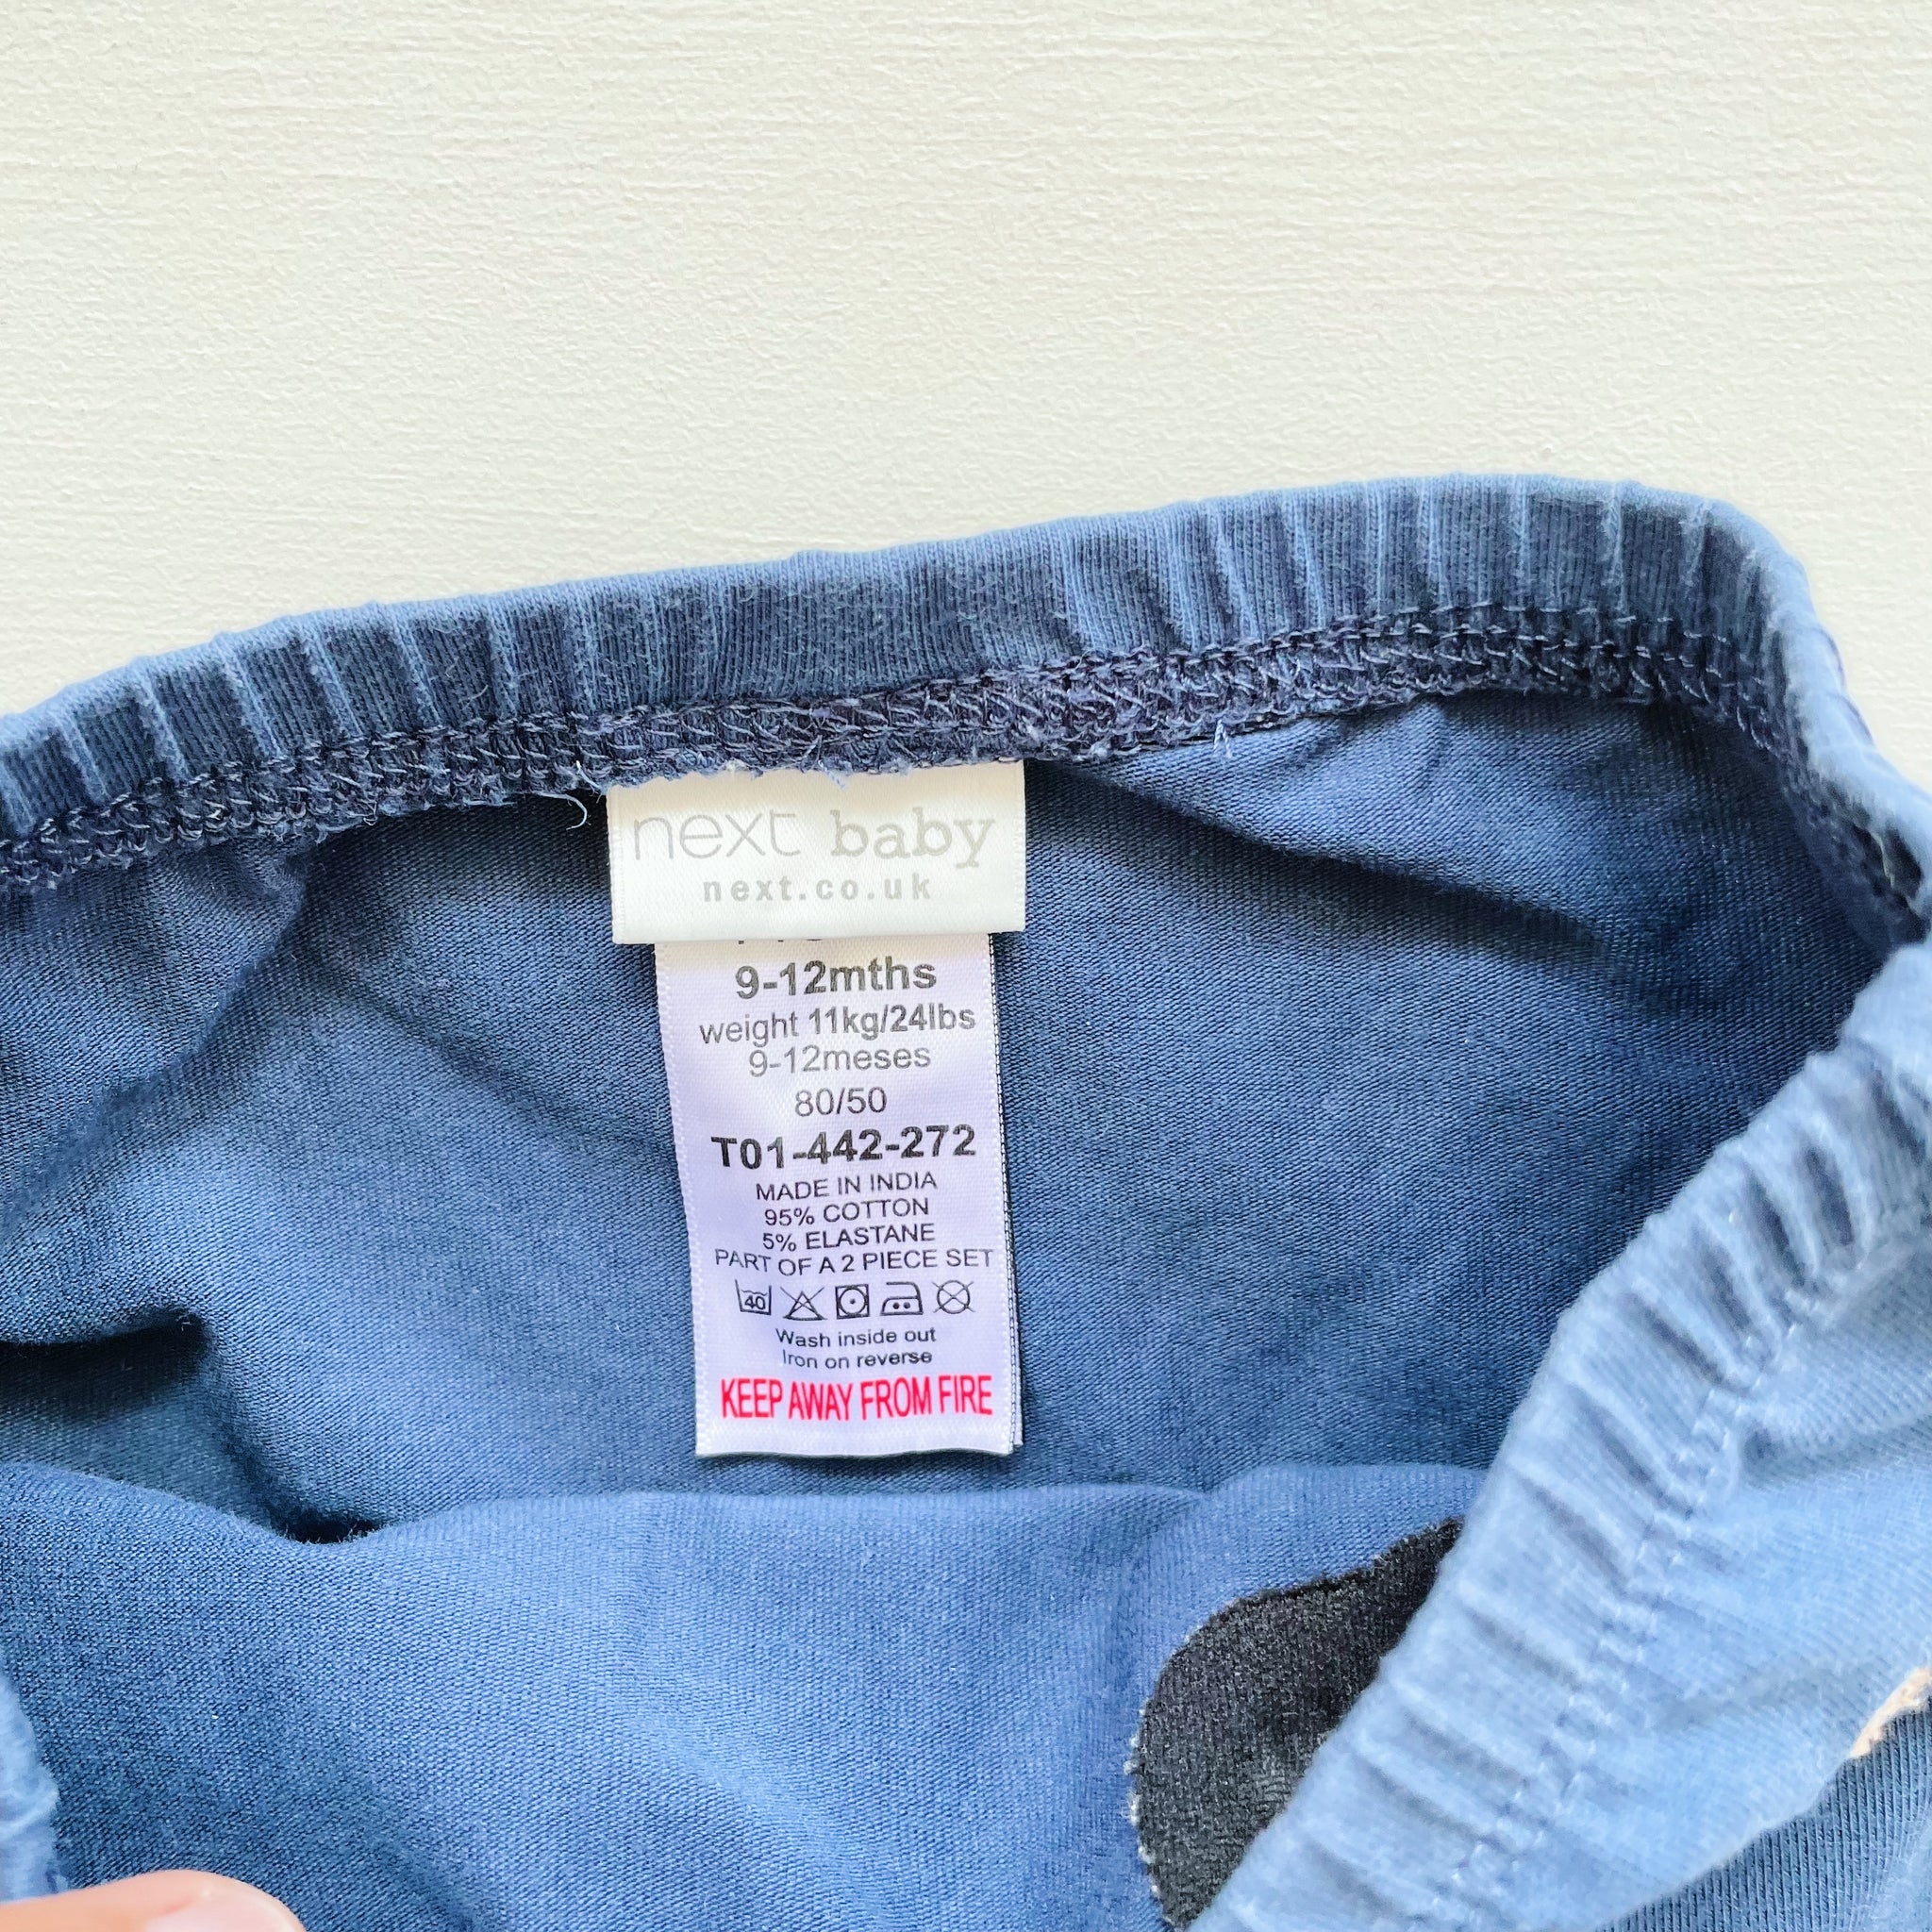 next baby
next.co.uk
9-12mths
weight 11kg/24lbs
9-12meses
80/50
T01-442-272
MADE IN INDIA
95% COTTON
5% ELASTANE
PART OF A 2 PIECE SET
40
Wash inside out
Iron on reverse
KEEP AWAY FROM FIRE